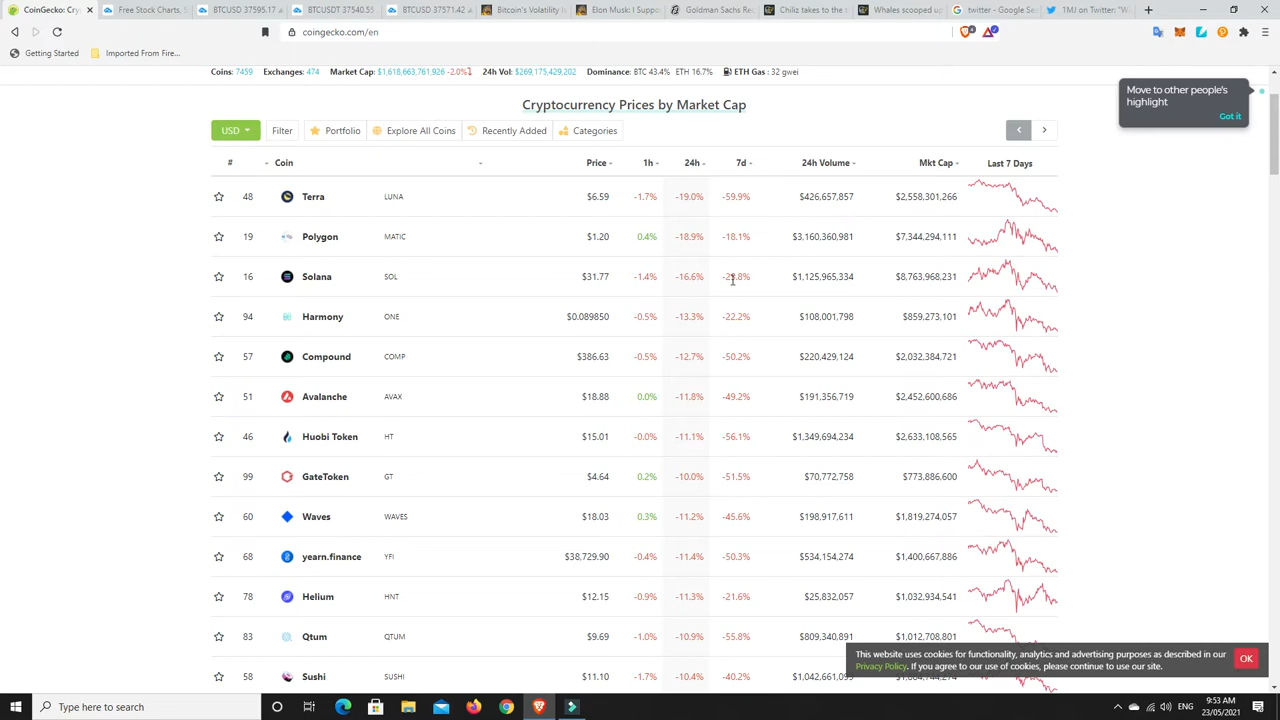 CoinGecko: Cry
Free Stock Charts, S
BTCUSD 37595.17
BTCUSDT 37540.55
BTCUSD 37571.42
Bitcoin's Volatility I
Elon Musk: I Suppo
Goldman Sachs Re
Chiliz takes to the s
Whales scooped up
twitter - Google Sea
1MJ on Twitter: "W
coingecko.com/en
Getting Started
Imported From Fire...
Coins: 7459 Exchanges: 474 Market Cap: $1,618,663,761,926 -2.0% 24h Vol: $269,175,429,202 Dominance: BTC 43.4% ETH 16.7% ETH Gas: 32 gwei
Move to other people's
highlight
Got it
Cryptocurrency Prices by Market Cap
USD Filter Portfolio Explore All Coins Recently Added Categories
# Coin Price 1h 24h 7d 24h Volume Mkt Cap Last 7 Days
48 Terra LUNA $6.59 -1.7% -19.0% -59.9% $426,657,857 $2,558,301,266
19 Polygon MATIC $1.20 0.4% -18.9% -18.1% $3,160,360,981 $7,344,294,111
16 Solana SOL $31.77 -1.4% -16.6% $1,125,965,334 $8,763,968,231
94 Harmony ONE $0.089850 -0.5% -13.3% -22.2% $108,001,798 $859,273,101
57 Compound COMP $386.63 -0.5% -12.7% -50.2% $220,429,124 $2,032,384,721
51 Avalanche AVAX $18.88 0.0% -11.8% -49.2% $191,356,719 $2,452,600,686
46 Huobi Token HT $15.01 -0.0% -11.1% -56.1% $1,349,694,234 $2,633,108,565
99 GateToken GT $4.64 0.2% -10.0% -51.5% $70,772,758 $773,886,600
60 Waves WAVES $18.03 0.3% -11.2% -45.6% $198,917,611 $1,819,274,057
68 yearn.finance YFI $38,729.90 -0.4% -11.4% -50.3% $534,154,274 $1,400,667,886
78 Helium HNT $12.15 -0.9% -11.3% -21.6% $25,832,057 $1,032,934,541
83 Qtum QTUM $9.69 -1.0% -10.9% -55.8% $809,340,891 $1,012,708,801
58 Sushi SUSHI $11.10 -1.7% -10.4% -40.2%
This website uses cookies for functionality, analytics and advertising purposes as described in our
Privacy Policy. If you agree to our use of cookies, please continue to use our site.
OK
Type here to search
ENG
9:53 AM
23/05/2021